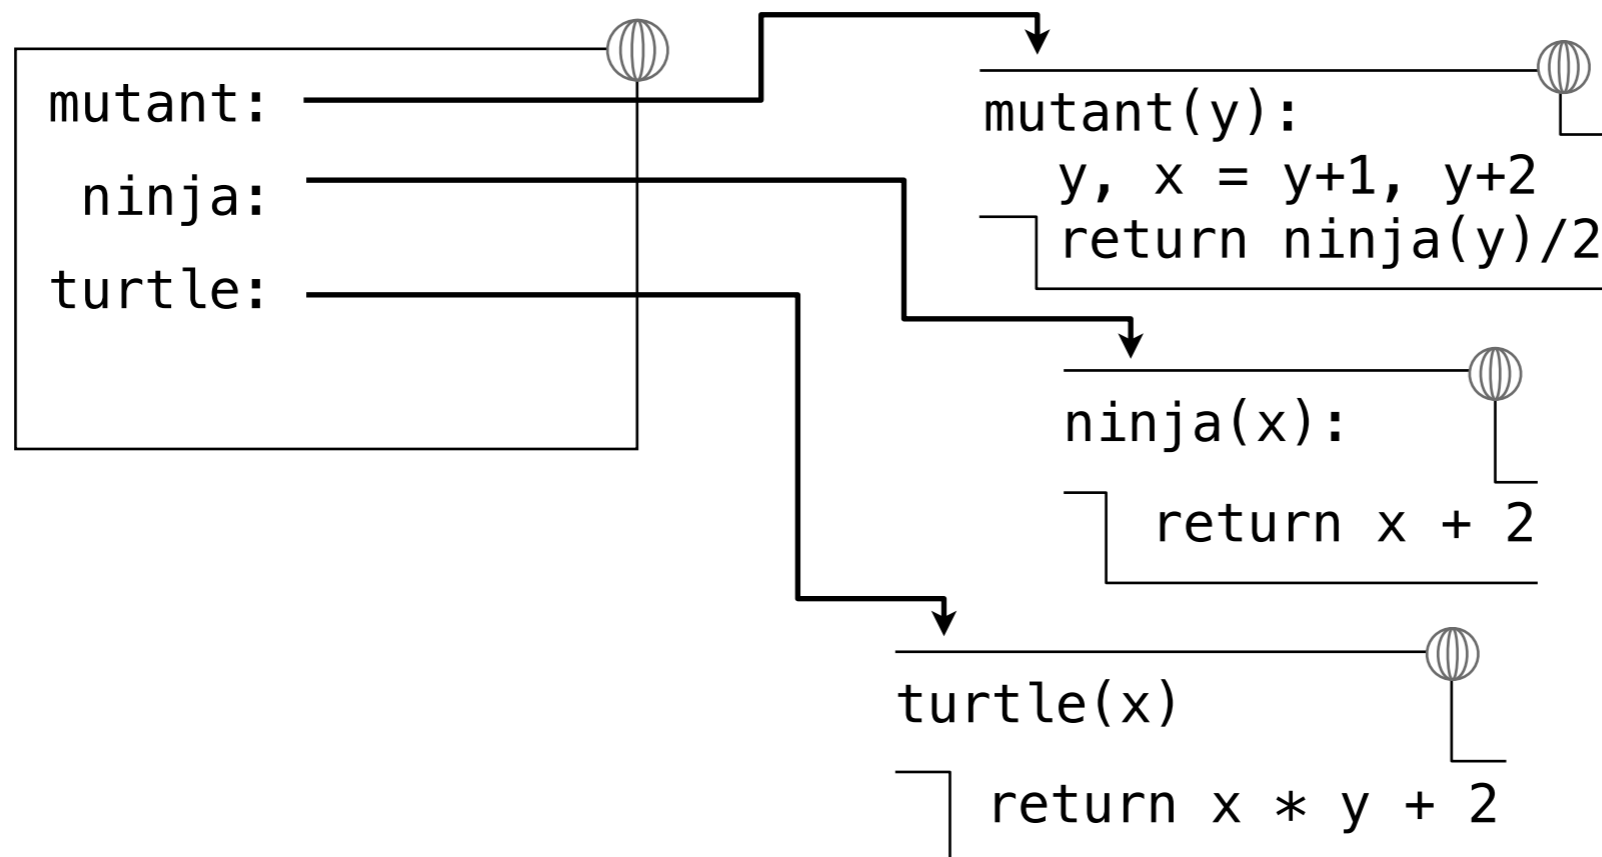 mutant:
ninja:
turtle:
mutant(y):
y, x = y+1, y+2
return ninja(y)/2
ninja(x):
return x + 2
turtle(x)
return x * y + 2